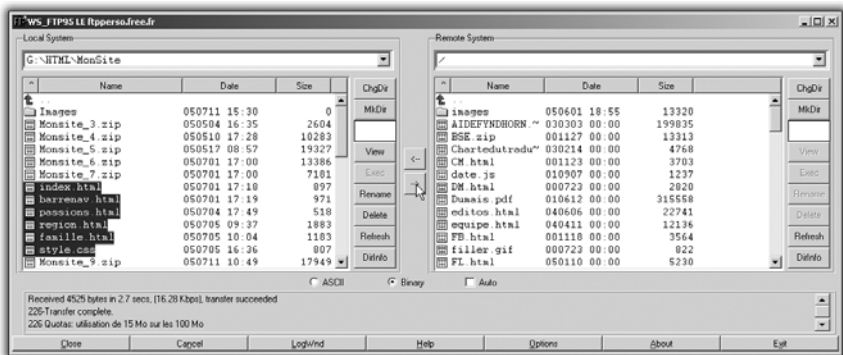 WS_FTP95 LE ftpperso.free.fr
Local System
Remote System
G:\HTML\MonSite
/
^ Name Date Size
^ Name Date Size
..
Images 050711 15:30 0
Monsite_3.zip 050504 16:35 2604
Monsite_4.zip 050510 17:28 10283
Monsite_5.zip 050517 08:57 19327
Monsite_6.zip 050701 17:00 13386
Monsite_7.zip 050701 17:00 7181
index.html 050701 17:18 897
barrenav.html 050701 17:19 971
passions.html 050704 17:49 518
region.html 050705 09:37 1883
famille.html 050705 10:04 1183
style.css 050705 16:36 807
Monsite_9.zip 050711 10:49 17949
ChgDir
MkDir
View
Exec
Rename
Delete
Refresh
DirInfo
<--
-->
..
images 050601 18:55 13320
AIDEFYNDHORN.~ 030303 00:00 199835
BSE.zip 001127 00:00 13313
Chartedutradu~ 030214 00:00 4768
CM.html 001123 00:00 3703
date.js 010907 00:00 1237
DM.html 000723 00:00 2820
Dumais.pdf 010612 00:00 315558
editos.html 040606 00:00 22741
equipe.html 040411 00:00 12136
FB.html 001118 00:00 3564
filler.gif 000723 00:00 822
FL.html 050110 00:00 5230
ChgDir
MkDir
View
Exec
Rename
Delete
Refresh
DirInfo
ASCII Binary Auto
Received 4525 bytes in 2.7 secs, (16.28 Kbps), transfer succeeded
226-Transfer complete.
226 Quotas: utilisation de 15 Mo sur les 100 Mo
Close Cancel LogWnd Help Options About Exit